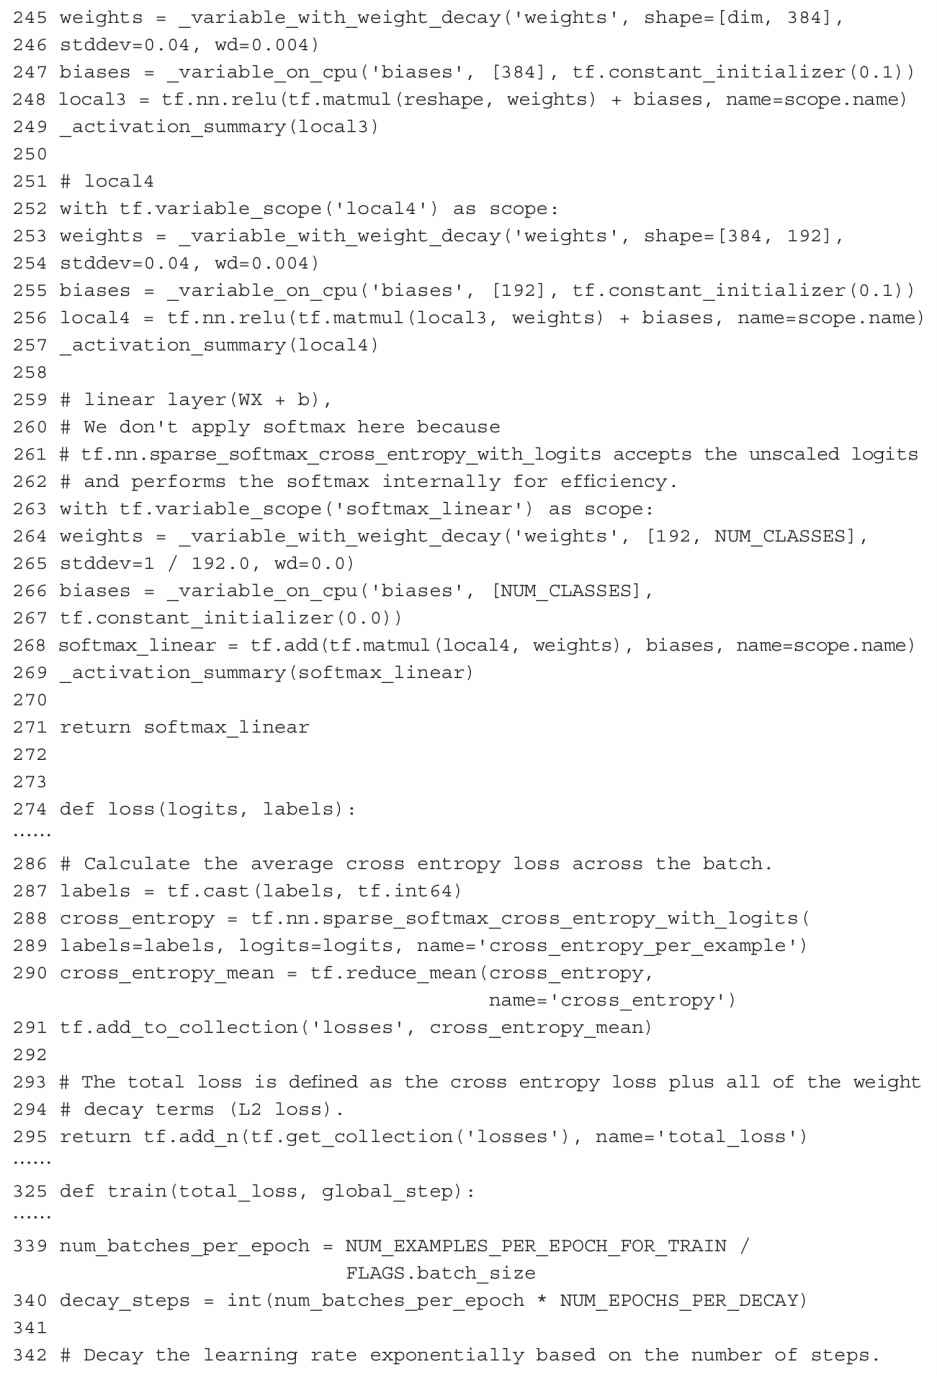 245 weights = _variable_with_weight_decay('weights', shape=[dim, 384],
246 stddev=0.04, wd=0.004)
247 biases = _variable_on_cpu('biases', [384], tf.constant_initializer(0.1))
248 local3 = tf.nn.relu(tf.matmul(reshape, weights) + biases, name=scope.name)
249 _activation_summary(local3)
250
251 # local4
252 with tf.variable_scope('local4') as scope:
253 weights = _variable_with_weight_decay('weights', shape=[384, 192],
254 stddev=0.04, wd=0.004)
255 biases = _variable_on_cpu('biases', [192], tf.constant_initializer(0.1))
256 local4 = tf.nn.relu(tf.matmul(local3, weights) + biases, name=scope.name)
257 _activation_summary(local4)
258
259 # linear layer(WX + b),
260 # We don't apply softmax here because
261 # tf.nn.sparse_softmax_cross_entropy_with_logits accepts the unscaled logits
262 # and performs the softmax internally for efficiency.
263 with tf.variable_scope('softmax_linear') as scope:
264 weights = _variable_with_weight_decay('weights', [192, NUM_CLASSES],
265 stddev=1 / 192.0, wd=0.0)
266 biases = _variable_on_cpu('biases', [NUM_CLASSES],
267 tf.constant_initializer(0.0))
268 softmax_linear = tf.add(tf.matmul(local4, weights), biases, name=scope.name)
269 _activation_summary(softmax_linear)
270
271 return softmax_linear
272
273
274 def loss(logits, labels):
……
286 # Calculate the average cross entropy loss across the batch.
287 labels = tf.cast(labels, tf.int64)
288 cross_entropy = tf.nn.sparse_softmax_cross_entropy_with_logits(
289 labels=labels, logits=logits, name='cross_entropy_per_example')
290 cross_entropy_mean = tf.reduce_mean(cross_entropy,
name='cross_entropy')
291 tf.add_to_collection('losses', cross_entropy_mean)
292
293 # The total loss is defined as the cross entropy loss plus all of the weight
294 # decay terms (L2 loss).
295 return tf.add_n(tf.get_collection('losses'), name='total_loss')
……
325 def train(total_loss, global_step):
……
339 num_batches_per_epoch = NUM_EXAMPLES_PER_EPOCH_FOR_TRAIN /
FLAGS.batch_size
340 decay_steps = int(num_batches_per_epoch * NUM_EPOCHS_PER_DECAY)
341
342 # Decay the learning rate exponentially based on the number of steps.